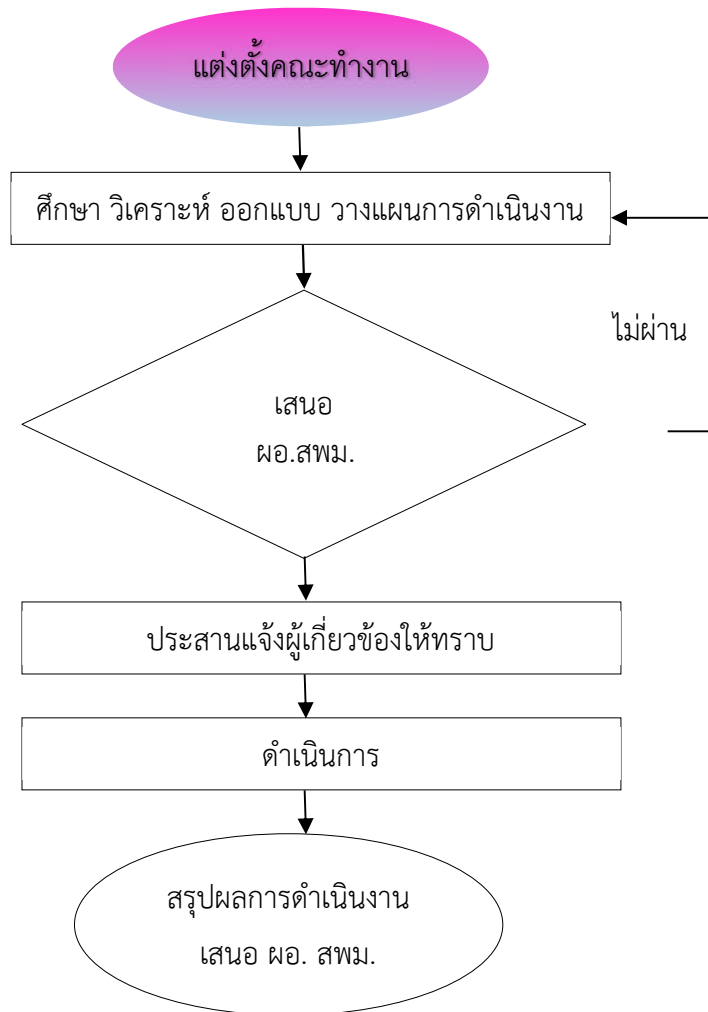 แต่งตั้งคณะทำงาน
ศึกษา วิเคราะห์ ออกแบบ วางแผนการดำเนินงาน
ไม่ผ่าน
เสนอ
ผอ.สพม.
ประสานแจ้งผู้เกี่ยวข้องให้ทราบ
ดำเนินการ
สรุปผลการดำเนินงาน
เสนอ ผอ. สพม.